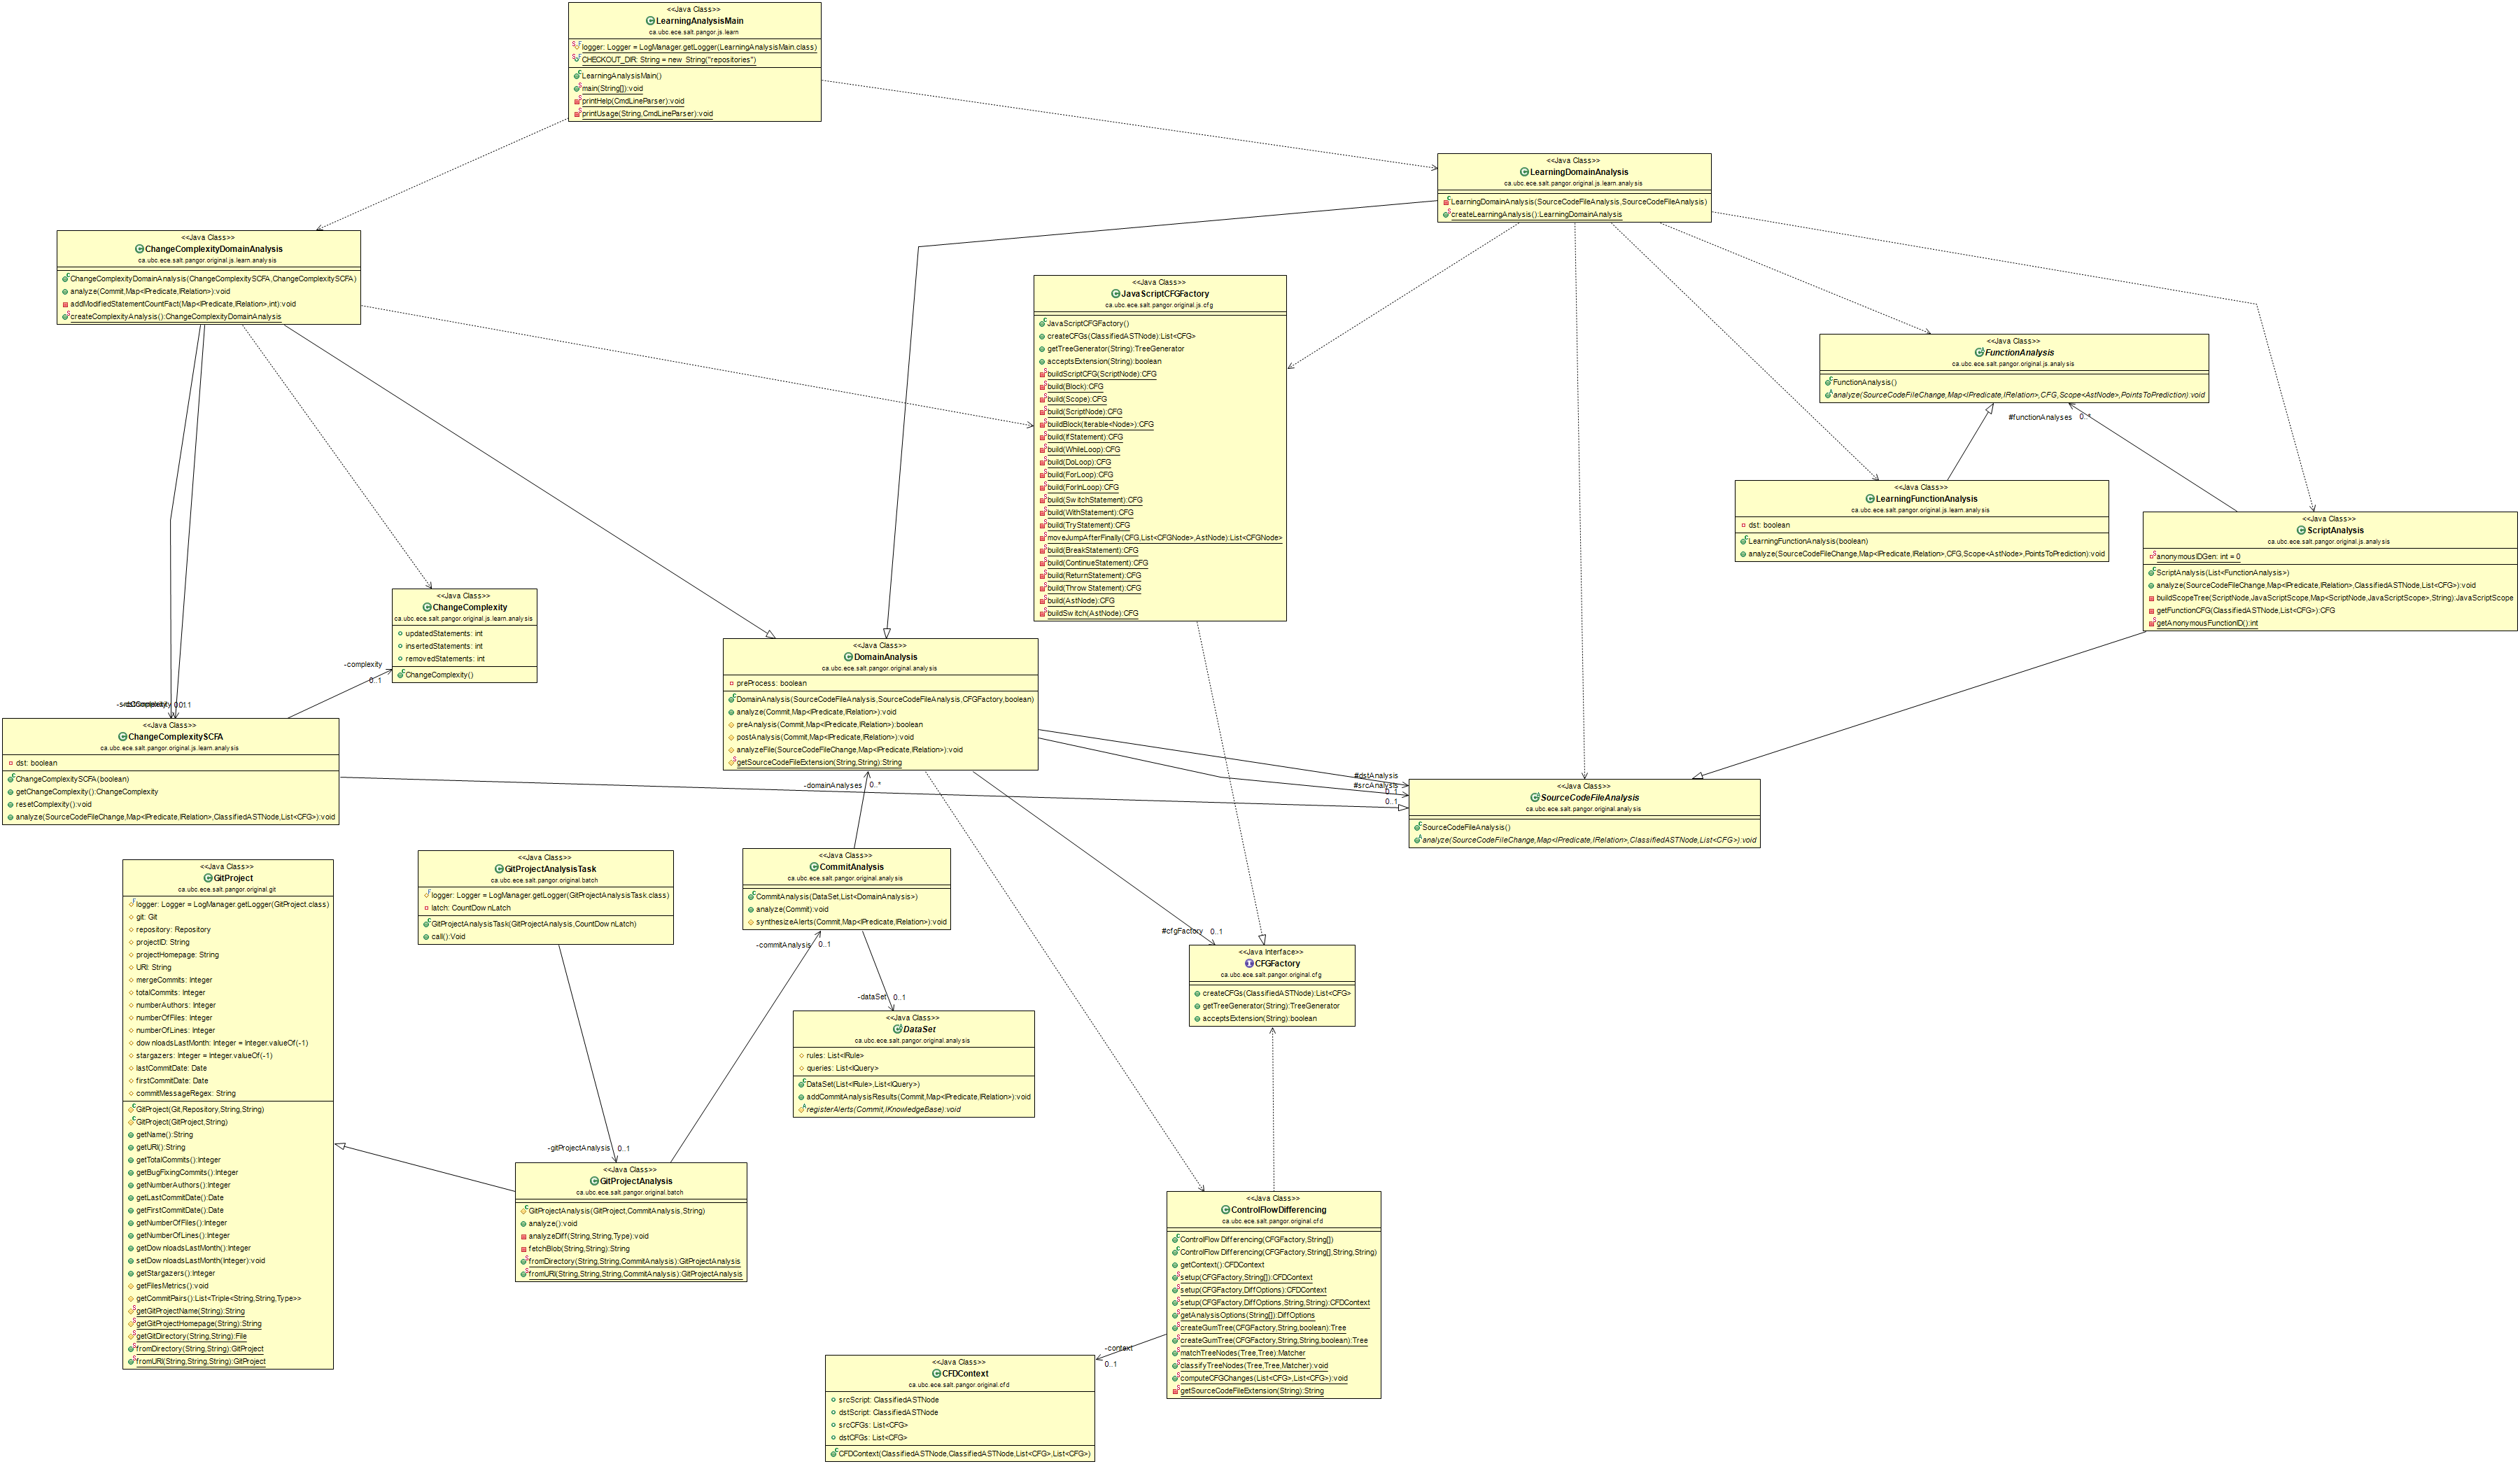 <<Java Class>>
LearningAnalysisMain
ca.ubc.ece.salt.pangor.js.learn
logger: Logger = LogManager.getLogger(LearningAnalysisMain.class)
CHECKOUT_DIR: String = new String("repositories")
LearningAnalysisMain()
main(String[]):void
printHelp(CmdLineParser):void
printUsage(String,CmdLineParser):void
<<Java Class>>
LearningDomainAnalysis
ca.ubc.ece.salt.pangor.original.js.learn.analysis
LearningDomainAnalysis(SourceCodeFileAnalysis,SourceCodeFileAnalysis)
createLearningAnalysis():LearningDomainAnalysis
<<Java Class>>
ChangeComplexityDomainAnalysis
ca.ubc.ece.salt.pangor.original.js.learn.analysis
ChangeComplexityDomainAnalysis(ChangeComplexitySCFA,ChangeComplexitySCFA)
analyze(Commit,Map<IPredicate,IRelation>):void
addModifiedStatementCountFact(Map<IPredicate,IRelation>,int):void
createComplexityAnalysis():ChangeComplexityDomainAnalysis
<<Java Class>>
JavaScriptCFGFactory
ca.ubc.ece.salt.pangor.original.js.cfg
JavaScriptCFGFactory()
createCFGs(ClassifiedASTNode):List<CFG>
getTreeGenerator(String):TreeGenerator
acceptsExtension(String):boolean
buildScriptCFG(ScriptNode):CFG
build(Block):CFG
build(Scope):CFG
build(ScriptNode):CFG
buildBlock(Iterable<Node>):CFG
build(IfStatement):CFG
build(WhileLoop):CFG
build(DoLoop):CFG
build(ForLoop):CFG
build(ForInLoop):CFG
build(SwitchStatement):CFG
build(WithStatement):CFG
build(TryStatement):CFG
moveJumpAfterFinally(CFG,List<CFGNode>,AstNode):List<CFGNode>
build(BreakStatement):CFG
build(ContinueStatement):CFG
build(ReturnStatement):CFG
build(ThrowStatement):CFG
build(AstNode):CFG
buildSwitch(AstNode):CFG
<<Java Class>>
FunctionAnalysis
ca.ubc.ece.salt.pangor.original.js.analysis
FunctionAnalysis()
analyze(SourceCodeFileChange,Map<IPredicate,IRelation>,CFG,Scope<AstNode>,PointsToPrediction):void
#functionAnalyses 0..*
<<Java Class>>
LearningFunctionAnalysis
ca.ubc.ece.salt.pangor.original.js.learn.analysis
dst: boolean
LearningFunctionAnalysis(boolean)
analyze(SourceCodeFileChange,Map<IPredicate,IRelation>,CFG,Scope<AstNode>,PointsToPrediction):void
<<Java Class>>
ScriptAnalysis
ca.ubc.ece.salt.pangor.original.js.analysis
anonymousIDGen: int = 0
ScriptAnalysis(List<FunctionAnalysis>)
analyze(SourceCodeFileChange,Map<IPredicate,IRelation>,ClassifiedASTNode,List<CFG>):void
buildScopeTree(ScriptNode,JavaScriptScope,Map<ScriptNode,JavaScriptScope>,String):JavaScriptScope
getFunctionCFG(ClassifiedASTNode,List<CFG>):CFG
getAnonymousFunctionID():int
<<Java Class>>
ChangeComplexity
ca.ubc.ece.salt.pangor.original.js.learn.analysis
updatedStatements: int
insertedStatements: int
removedStatements: int
ChangeComplexity()
-complexity
0..1
<<Java Class>>
ChangeComplexitySCFA
ca.ubc.ece.salt.pangor.original.js.learn.analysis
dst: boolean
ChangeComplexitySCFA(boolean)
getChangeComplexity():ChangeComplexity
resetComplexity():void
analyze(SourceCodeFileChange,Map<IPredicate,IRelation>,ClassifiedASTNode,List<CFG>):void
<<Java Class>>
DomainAnalysis
ca.ubc.ece.salt.pangor.original.analysis
preProcess: boolean
DomainAnalysis(SourceCodeFileAnalysis,SourceCodeFileAnalysis,CFGFactory,boolean)
analyze(Commit,Map<IPredicate,IRelation>):void
preAnalysis(Commit,Map<IPredicate,IRelation>):boolean
postAnalysis(Commit,Map<IPredicate,IRelation>):void
analyzeFile(SourceCodeFileChange,Map<IPredicate,IRelation>):void
getSourceCodeFileExtension(String,String):String
-domainAnalyses 0..*
#dstAnalysis
#srcAnalysis
0..1
0..1
<<Java Class>>
SourceCodeFileAnalysis
ca.ubc.ece.salt.pangor.original.analysis
SourceCodeFileAnalysis()
analyze(SourceCodeFileChange,Map<IPredicate,IRelation>,ClassifiedASTNode,List<CFG>):void
<<Java Class>>
GitProject
ca.ubc.ece.salt.pangor.original.git
logger: Logger = LogManager.getLogger(GitProject.class)
git: Git
repository: Repository
projectID: String
projectHomepage: String
URI: String
mergeCommits: Integer
totalCommits: Integer
numberAuthors: Integer
numberOfFiles: Integer
numberOfLines: Integer
downloadsLastMonth: Integer = Integer.valueOf(-1)
stargazers: Integer = Integer.valueOf(-1)
lastCommitDate: Date
firstCommitDate: Date
commitMessageRegex: String
GitProject(Git,Repository,String,String)
GitProject(GitProject,String)
getName():String
getURI():String
getTotalCommits():Integer
getBugFixingCommits():Integer
getNumberAuthors():Integer
getLastCommitDate():Date
getFirstCommitDate():Date
getNumberOfFiles():Integer
getNumberOfLines():Integer
getDownloadsLastMonth():Integer
setDownloadsLastMonth(Integer):void
getStargazers():Integer
getFilesMetrics():void
getCommitPairs():List<Triple<String,String,Type>>
getGitProjectName(String):String
getGitProjectHomepage(String):String
getGitDirectory(String,String):File
fromDirectory(String,String):GitProject
fromURI(String,String,String):GitProject
<<Java Class>>
GitProjectAnalysisTask
ca.ubc.ece.salt.pangor.original.batch
logger: Logger = LogManager.getLogger(GitProjectAnalysisTask.class)
latch: CountDownLatch
GitProjectAnalysisTask(GitProjectAnalysis,CountDownLatch)
call():Void
<<Java Class>>
CommitAnalysis
ca.ubc.ece.salt.pangor.original.analysis
CommitAnalysis(DataSet,List<DomainAnalysis>)
analyze(Commit):void
synthesizeAlerts(Commit,Map<IPredicate,IRelation>):void
-commitAnalysis 0..1
#cfgFactory 0..1
<<Java Interface>>
CFGFactory
ca.ubc.ece.salt.pangor.original.cfg
createCFGs(ClassifiedASTNode):List<CFG>
getTreeGenerator(String):TreeGenerator
acceptsExtension(String):boolean
-dataSet 0..1
<<Java Class>>
DataSet
ca.ubc.ece.salt.pangor.original.analysis
rules: List<IRule>
queries: List<IQuery>
DataSet(List<IRule>,List<IQuery>)
addCommitAnalysisResults(Commit,Map<IPredicate,IRelation>):void
registerAlerts(Commit,IKnowledgeBase):void
-gitProjectAnalysis 0..1
<<Java Class>>
GitProjectAnalysis
ca.ubc.ece.salt.pangor.original.batch
GitProjectAnalysis(GitProject,CommitAnalysis,String)
analyze():void
analyzeDiff(String,String,Type):void
fetchBlob(String,String):String
fromDirectory(String,String,CommitAnalysis):GitProjectAnalysis
fromURI(String,String,String,CommitAnalysis):GitProjectAnalysis
<<Java Class>>
ControlFlowDifferencing
ca.ubc.ece.salt.pangor.original.cfd
ControlFlowDifferencing(CFGFactory,String[])
ControlFlowDifferencing(CFGFactory,String[],String,String)
getContext():CFDContext
setup(CFGFactory,String[]):CFDContext
setup(CFGFactory,DiffOptions):CFDContext
setup(CFGFactory,DiffOptions,String,String):CFDContext
getAnalysisOptions(String[]):DiffOptions
createGumTree(CFGFactory,String,boolean):Tree
createGumTree(CFGFactory,String,String,boolean):Tree
matchTreeNodes(Tree,Tree):Matcher
classifyTreeNodes(Tree,Tree,Matcher):void
computeCFGChanges(List<CFG>,List<CFG>):void
getSourceCodeFileExtension(String):String
-context
0..1
<<Java Class>>
CFDContext
ca.ubc.ece.salt.pangor.original.cfd
srcScript: ClassifiedASTNode
dstScript: ClassifiedASTNode
srcCFGs: List<CFG>
dstCFGs: List<CFG>
CFDContext(ClassifiedASTNode,ClassifiedASTNode,List<CFG>,List<CFG>)